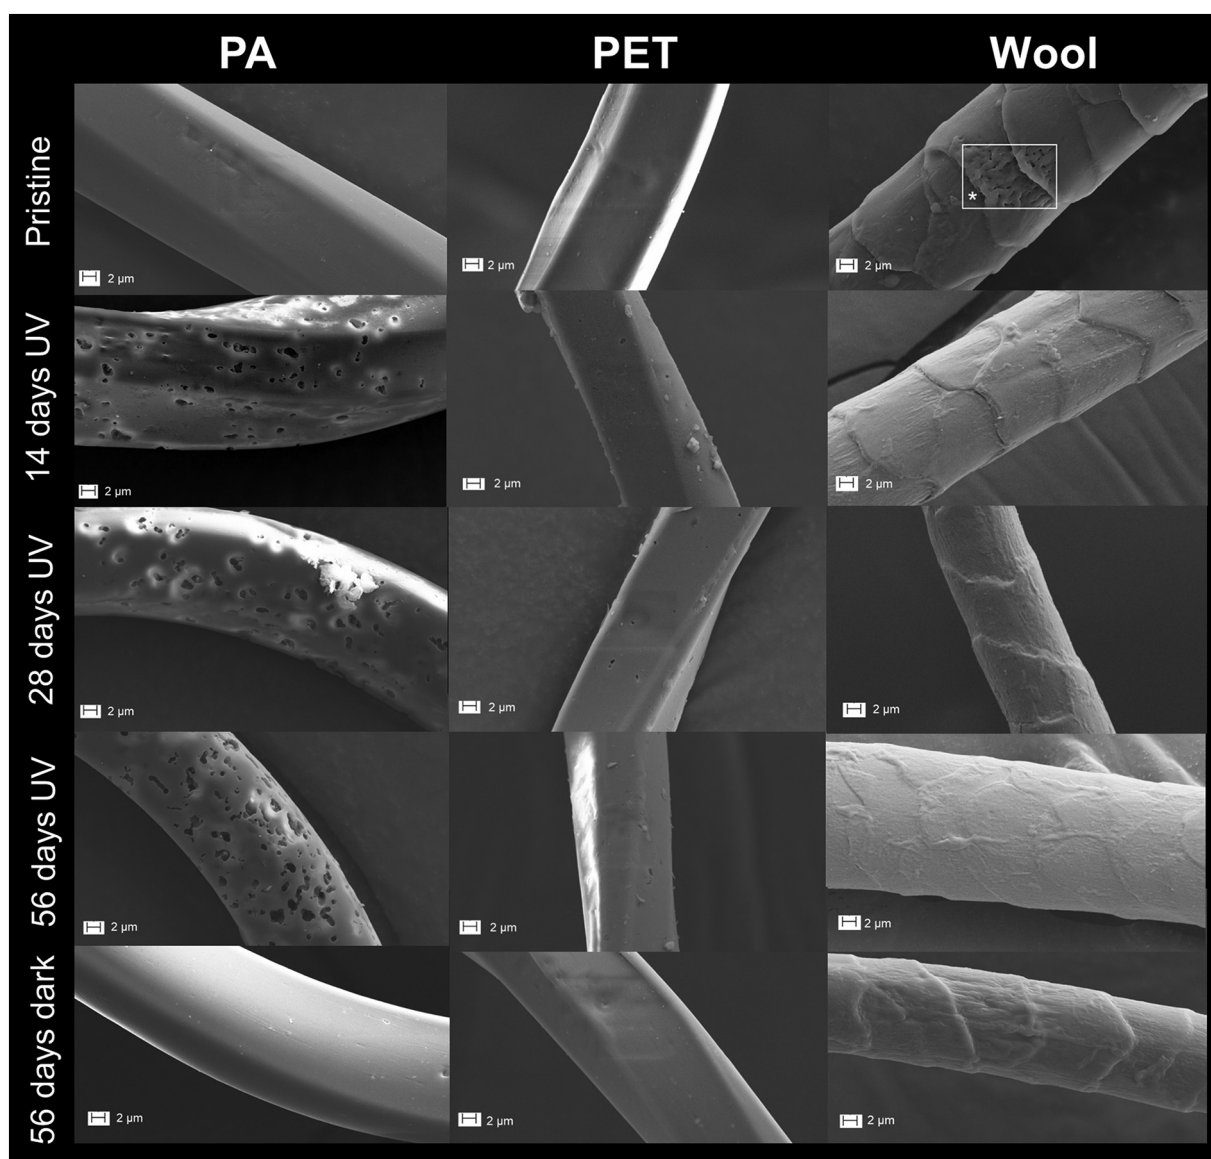 PA PET Wool
Pristine
2 µm 2 µm * 2 µm
14 days UV
2 µm 2 µm 2 µm
28 days UV
2 µm 2 µm 2 µm
56 days UV
2 µm 2 µm 2 µm
56 days dark
2 µm 2 µm 2 µm